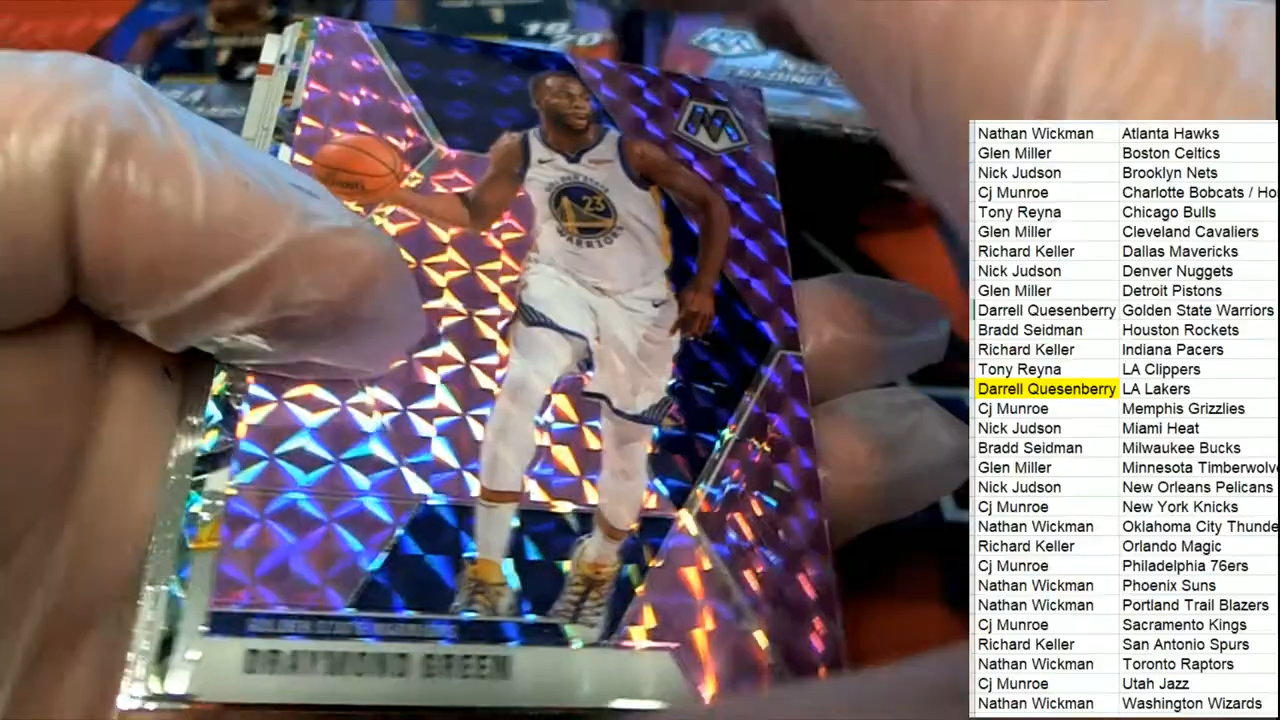 19 20
M
GOLDEN STATE
23
WARRIORS
GOLDEN STATE WARRIORS
DRAYMOND GREEN
Nathan Wickman Atlanta Hawks
Glen Miller Boston Celtics
Nick Judson Brooklyn Nets
Cj Munroe Charlotte Bobcats / Ho
Tony Reyna Chicago Bulls
Glen Miller Cleveland Cavaliers
Richard Keller Dallas Mavericks
Nick Judson Denver Nuggets
Glen Miller Detroit Pistons
Darrell Quesenberry Golden State Warriors
Bradd Seidman Houston Rockets
Richard Keller Indiana Pacers
Tony Reyna LA Clippers
Darrell Quesenberry LA Lakers
Cj Munroe Memphis Grizzlies
Nick Judson Miami Heat
Bradd Seidman Milwaukee Bucks
Glen Miller Minnesota Timberwolv
Nick Judson New Orleans Pelicans
Cj Munroe New York Knicks
Nathan Wickman Oklahoma City Thunde
Richard Keller Orlando Magic
Cj Munroe Philadelphia 76ers
Nathan Wickman Phoenix Suns
Nathan Wickman Portland Trail Blazers
Cj Munroe Sacramento Kings
Richard Keller San Antonio Spurs
Nathan Wickman Toronto Raptors
Cj Munroe Utah Jazz
Nathan Wickman Washington Wizards